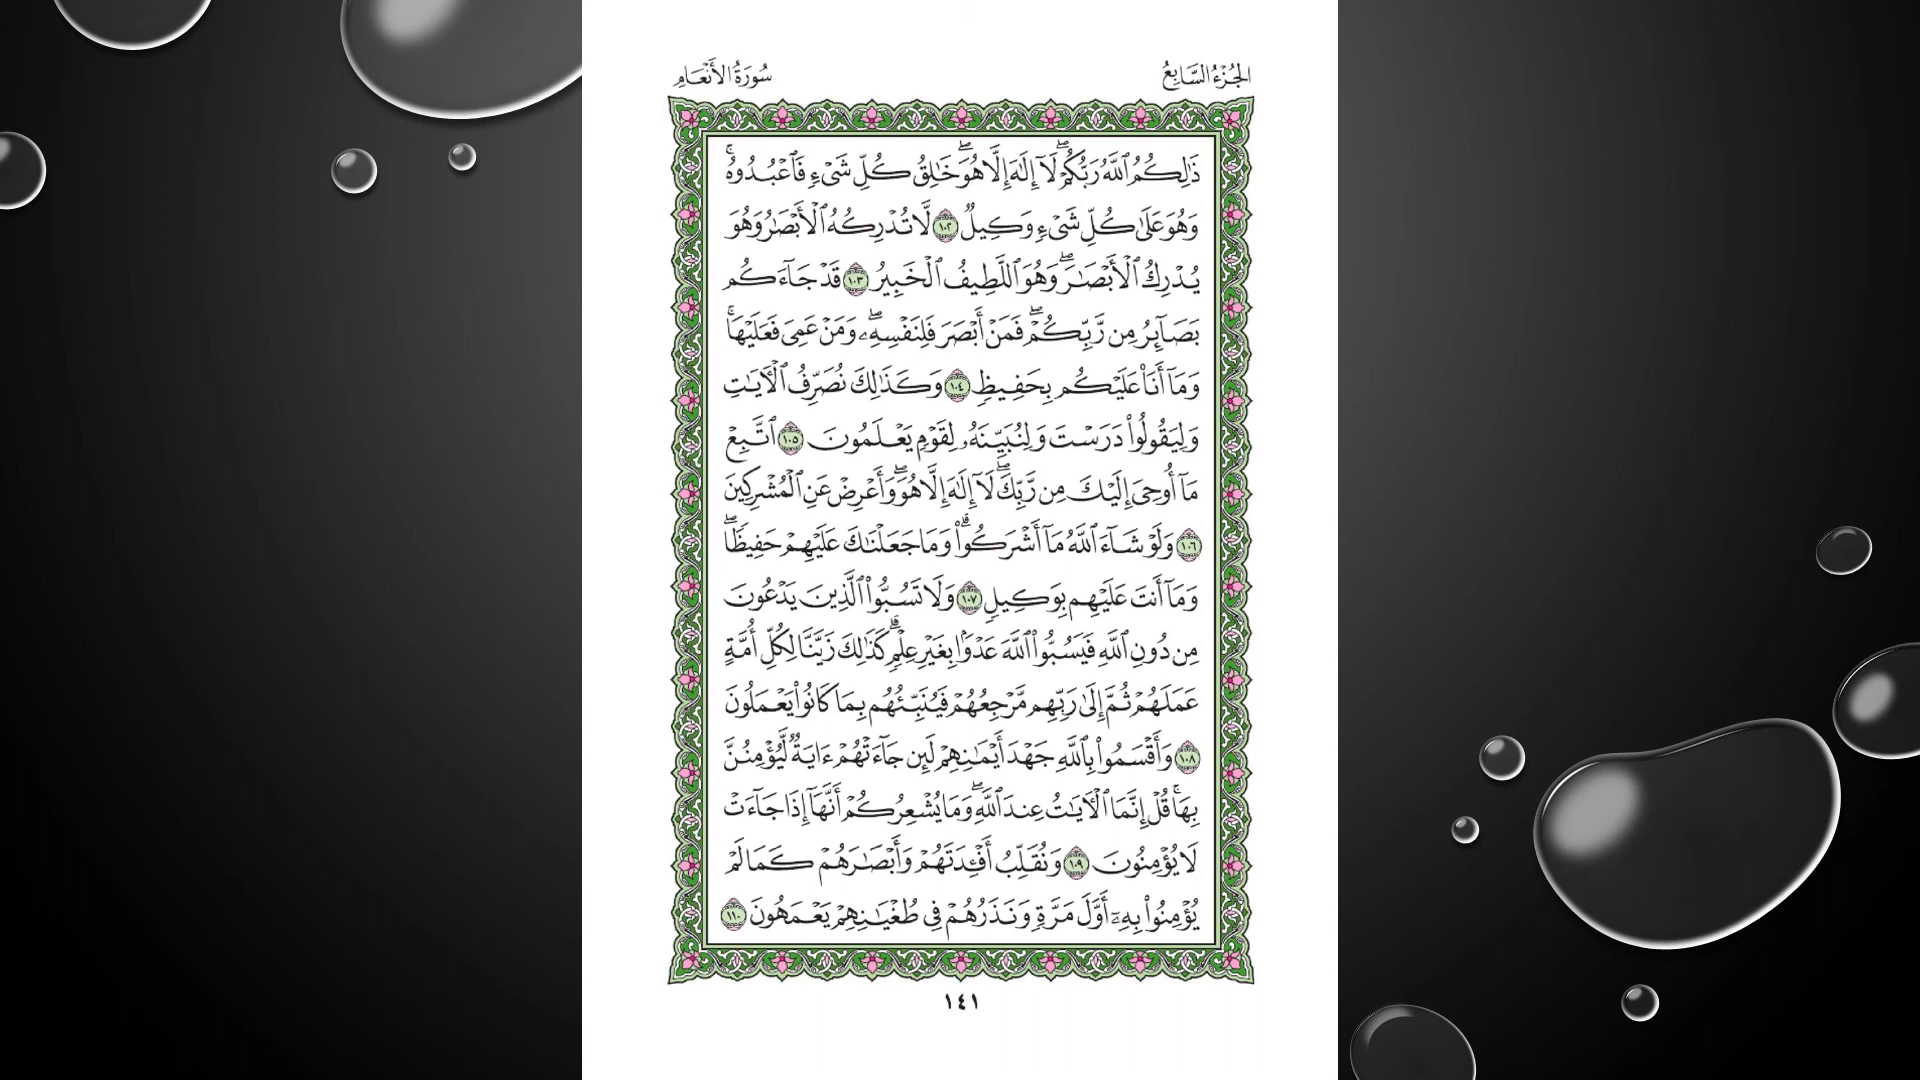 الجُزْءُ السَّابِعُ
سُورَةُ الأَنْعَامِ
ذَٰلِكُمُ ٱللَّهُ رَبُّكُمْۖ لَآ إِلَٰهَ إِلَّا هُوَۖ خَٰلِقُ كُلِّ شَىْءٍ فَٱعْبُدُوهُۚ
وَهُوَ عَلَىٰ كُلِّ شَىْءٍ وَكِيلٌ ١٠٢ لَّا تُدْرِكُهُ ٱلْأَبْصَٰرُ وَهُوَ
يُدْرِكُ ٱلْأَبْصَٰرَۖ وَهُوَ ٱللَّطِيفُ ٱلْخَبِيرُ ١٠٣ قَدْ جَآءَكُم
بَصَآئِرُ مِن رَّبِّكُمْۖ فَمَنْ أَبْصَرَ فَلِنَفْسِهِۦۖ وَمَنْ عَمِىَ فَعَلَيْهَاۚ
وَمَآ أَنَا۠ عَلَيْكُم بِحَفِيظٍ ١٠٤ وَكَذَٰلِكَ نُصَرِّفُ ٱلْءَايَٰتِ
وَلِيَقُولُوا۟ دَرَسْتَ وَلِنُبَيِّنَهُۥ لِقَوْمٍ يَعْلَمُونَ ١٠٥ ٱتَّبِعْ
مَآ أُوحِىَ إِلَيْكَ مِن رَّبِّكَۖ لَآ إِلَٰهَ إِلَّا هُوَۖ وَأَعْرِضْ عَنِ ٱلْمُشْرِكِينَ
١٠٦ وَلَوْ شَآءَ ٱللَّهُ مَآ أَشْرَكُوا۟ۗ وَمَا جَعَلْنَٰكَ عَلَيْهِمْ حَفِيظًاۖ
وَمَآ أَنتَ عَلَيْهِم بِوَكِيلٍ ١٠٧ وَلَا تَسُبُّوا۟ ٱلَّذِينَ يَدْعُونَ
مِن دُونِ ٱللَّهِ فَيَسُبُّوا۟ ٱللَّهَ عَدْوًۢا بِغَيْرِ عِلْمٍۗ كَذَٰلِكَ زَيَّنَّا لِكُلِّ أُمَّةٍ
عَمَلَهُمْ ثُمَّ إِلَىٰ رَبِّهِم مَّرْجِعُهُمْ فَيُنَبِّئُهُم بِمَا كَانُوا۟ يَعْمَلُونَ
١٠٨ وَأَقْسَمُوا۟ بِٱللَّهِ جَهْدَ أَيْمَٰنِهِمْ لَئِن جَآءَتْهُمْ ءَايَةٌ لَّيُؤْمِنُنَّ
بِهَاۚ قُلْ إِنَّمَا ٱلْءَايَٰتُ عِندَ ٱللَّهِۖ وَمَا يُشْعِرُكُمْ أَنَّهَآ إِذَا جَآءَتْ
لَا يُؤْمِنُونَ ١٠٩ وَنُقَلِّبُ أَفْـِٔدَتَهُمْ وَأَبْصَٰرَهُمْ كَمَا لَمْ
يُؤْمِنُوا۟ بِهِۦٓ أَوَّلَ مَرَّةٍ وَنَذَرُهُمْ فِى طُغْيَٰنِهِمْ يَعْمَهُونَ ١١٠
١٤١